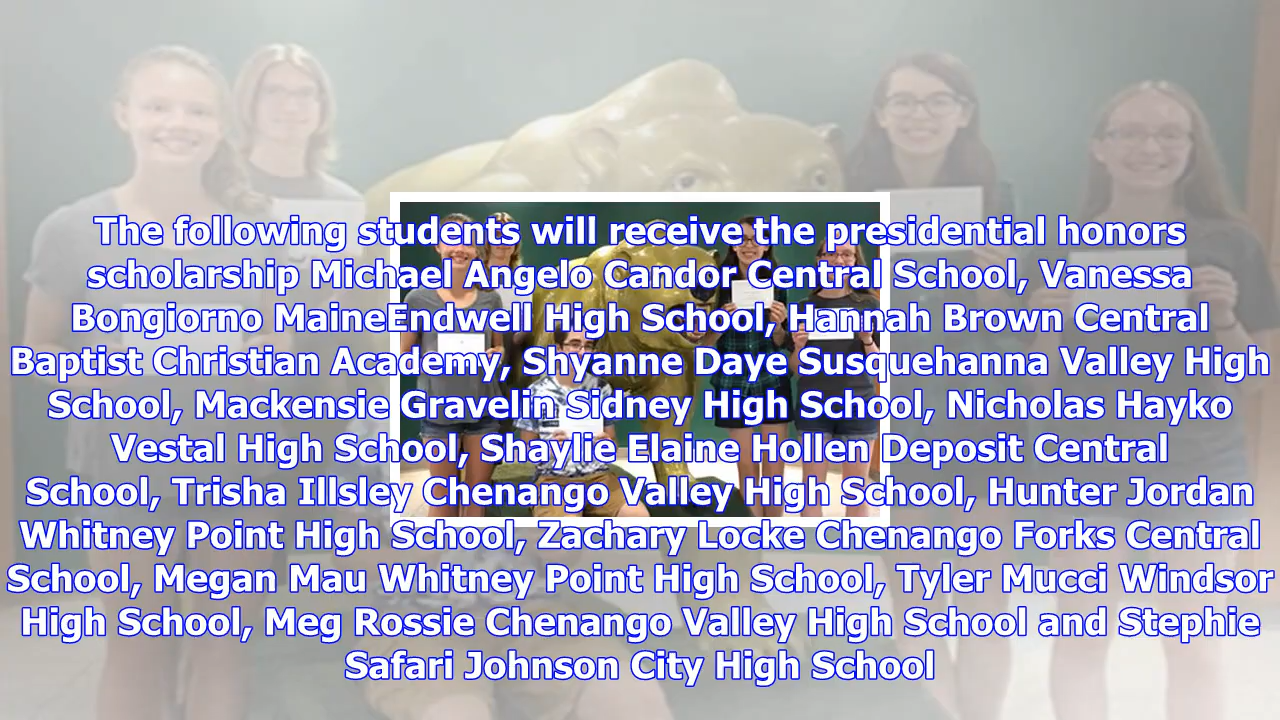 The following students will receive the presidential honors
scholarship Michael Angelo Candor Central School, Vanessa
Bongiorno MaineEndwell High School, Hannah Brown Central
Baptist Christian Academy, Shyanne Daye Susquehanna Valley High
School, Mackensie Gravelin Sidney High School, Nicholas Hayko
Vestal High School, Shaylie Elaine Hollen Deposit Central
School, Trisha Illsley Chenango Valley High School, Hunter Jordan
Whitney Point High School, Zachary Locke Chenango Forks Central
School, Megan Mau Whitney Point High School, Tyler Mucci Windsor
High School, Meg Rossie Chenango Valley High School and Stephie
Safari Johnson City High School